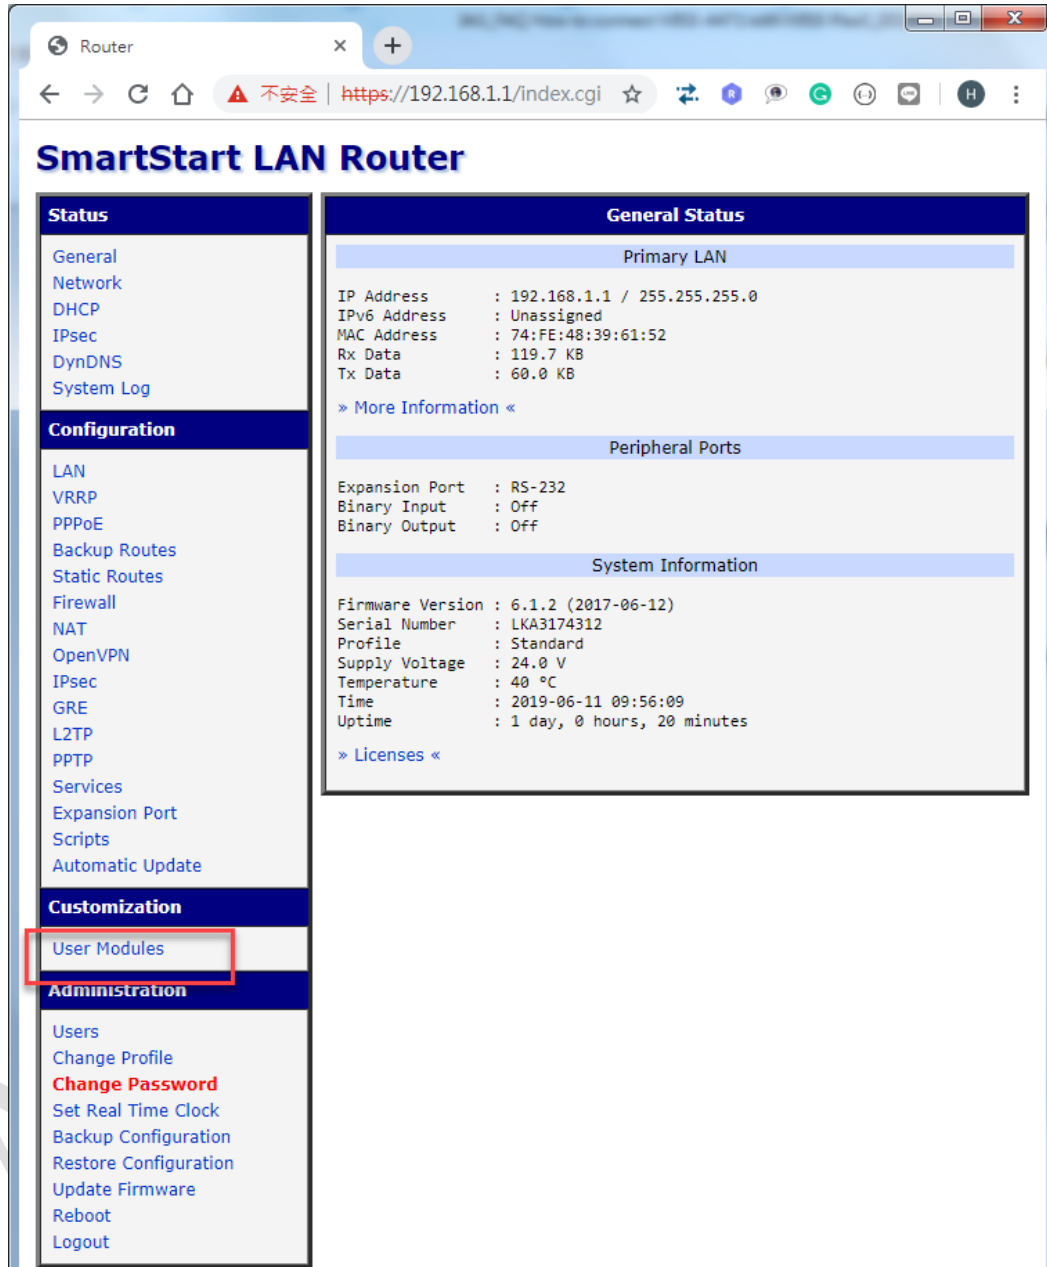 Router
不安全 | https://192.168.1.1/index.cgi
SmartStart LAN Router
Status
General
Network
DHCP
IPsec
DynDNS
System Log
Configuration
LAN
VRRP
PPPoE
Backup Routes
Static Routes
Firewall
NAT
OpenVPN
IPsec
GRE
L2TP
PPTP
Services
Expansion Port
Scripts
Automatic Update
Customization
User Modules
Administration
Users
Change Profile
Change Password
Set Real Time Clock
Backup Configuration
Restore Configuration
Update Firmware
Reboot
Logout
General Status
Primary LAN
IP Address : 192.168.1.1 / 255.255.255.0
IPv6 Address : Unassigned
MAC Address : 74:FE:48:39:61:52
Rx Data : 119.7 KB
Tx Data : 60.0 KB
» More Information «
Peripheral Ports
Expansion Port : RS-232
Binary Input : Off
Binary Output : Off
System Information
Firmware Version : 6.1.2 (2017-06-12)
Serial Number : LKA3174312
Profile : Standard
Supply Voltage : 24.0 V
Temperature : 40 °C
Time : 2019-06-11 09:56:09
Uptime : 1 day, 0 hours, 20 minutes
» Licenses «